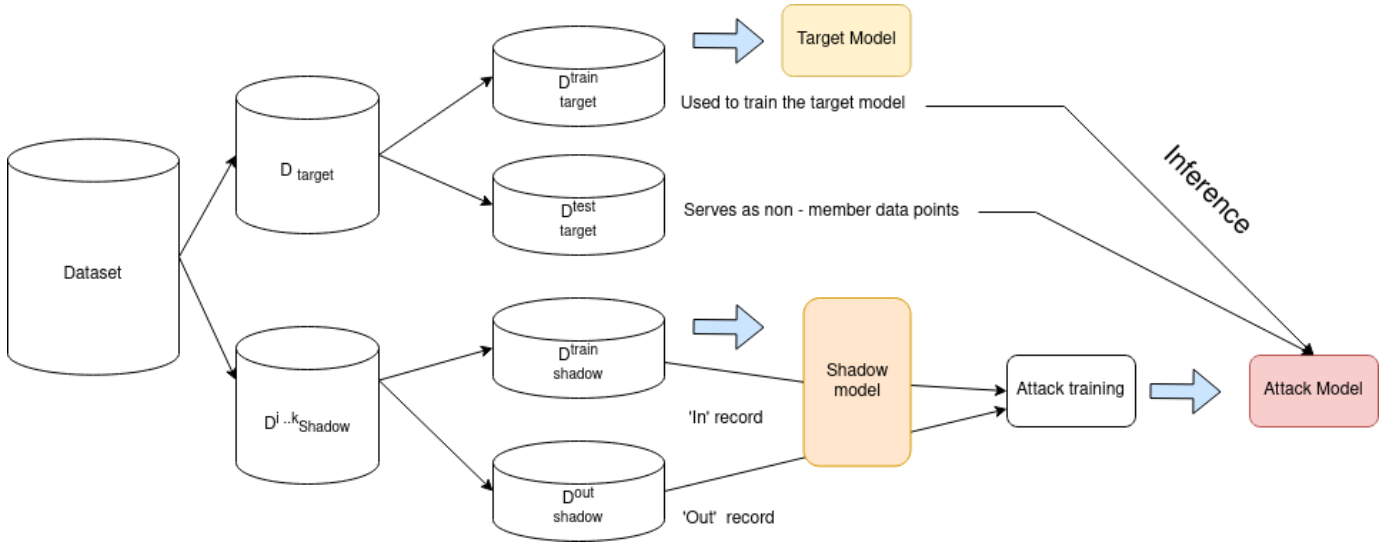 Dataset
D target
D^train
target
Target Model
Used to train the target model
D^test
target
Serves as non - member data points
Inference
D^i ..k Shadow
D^train
shadow
'In' record
D^out
shadow
'Out' record
Shadow
model
Attack training
Attack Model